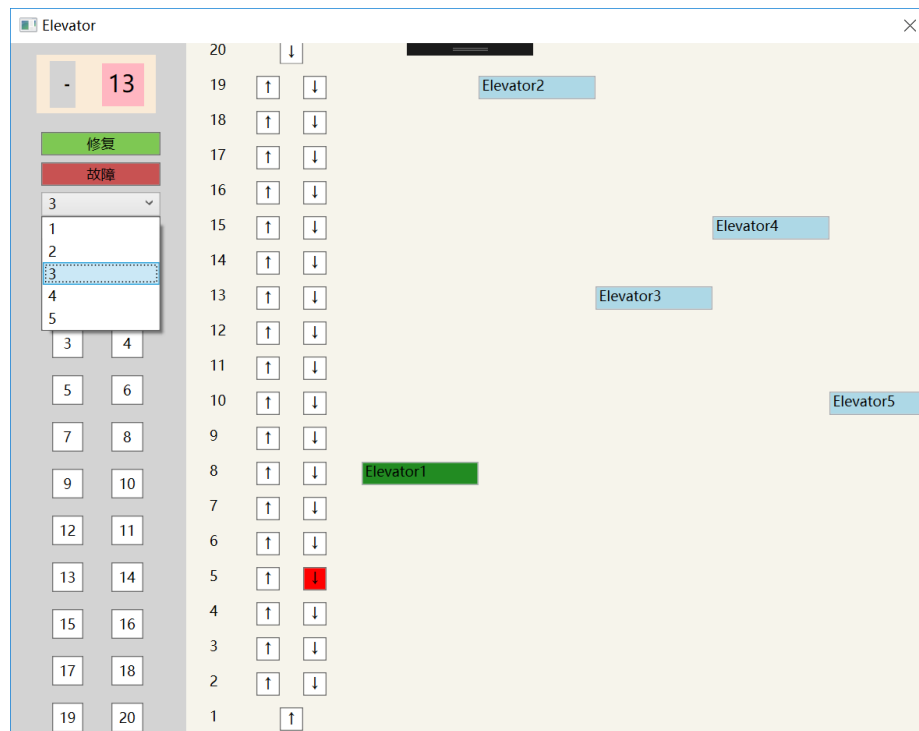 Elevator
- 13
修复
故障
3
1
2
3
4
5
3 4
5 6
7 8
9 10
12 11
13 14
15 16
17 18
19 20
20 ↓
19 ↑ ↓ Elevator2
18 ↑ ↓
17 ↑ ↓
16 ↑ ↓
15 ↑ ↓ Elevator4
14 ↑ ↓
13 ↑ ↓ Elevator3
12 ↑ ↓
11 ↑ ↓
10 ↑ ↓ Elevator5
9 ↑ ↓
8 ↑ ↓ Elevator1
7 ↑ ↓
6 ↑ ↓
5 ↑ ↓
4 ↑ ↓
3 ↑ ↓
2 ↑ ↓
1 ↑